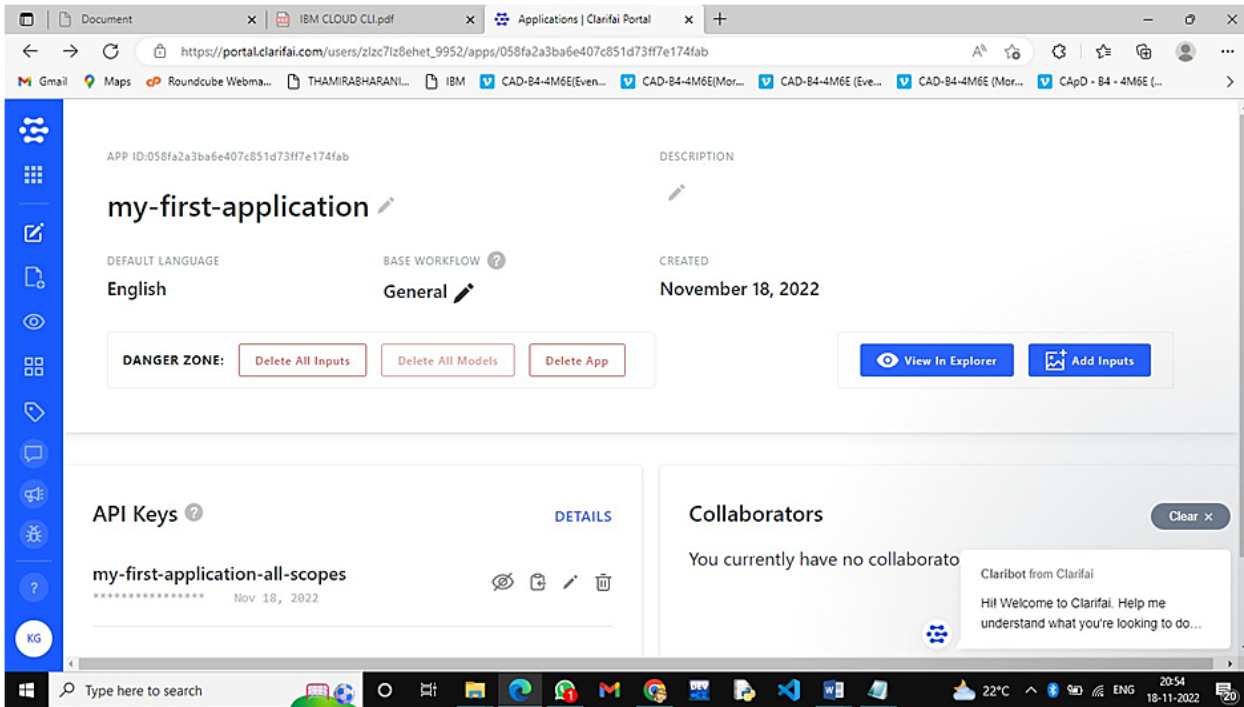 Document
IBM CLOUD CLI.pdf
Applications | Clarifai Portal
https://portal.clarifai.com/users/zlzc7lz8ehet_9952/apps/058fa2a3ba6e407c851d73ff7e174fab
Gmail Maps Roundcube Webma... THAMIRABHARANI... IBM CAD-B4-4M6E(Even... CAD-B4-4M6E(Mor... CAD-B4-4M6E (Eve... CAD-B4-4M6E (Mor... CApD - B4 - 4M6E (...
APP ID:058fa2a3ba6e407c851d73ff7e174fab
DESCRIPTION
my-first-application
DEFAULT LANGUAGE
BASE WORKFLOW ?
CREATED
English
General
November 18, 2022
DANGER ZONE: Delete All Inputs Delete All Models Delete App
View In Explorer Add Inputs
API Keys ?
DETAILS
Collaborators
Clear ×
my-first-application-all-scopes
**************** Nov 18, 2022
You currently have no collaborato
Claribot from Clarifai
Hi! Welcome to Clarifai. Help me
understand what you're looking to do...
?
KG
Type here to search
22°C ENG
20:54
18-11-2022
20